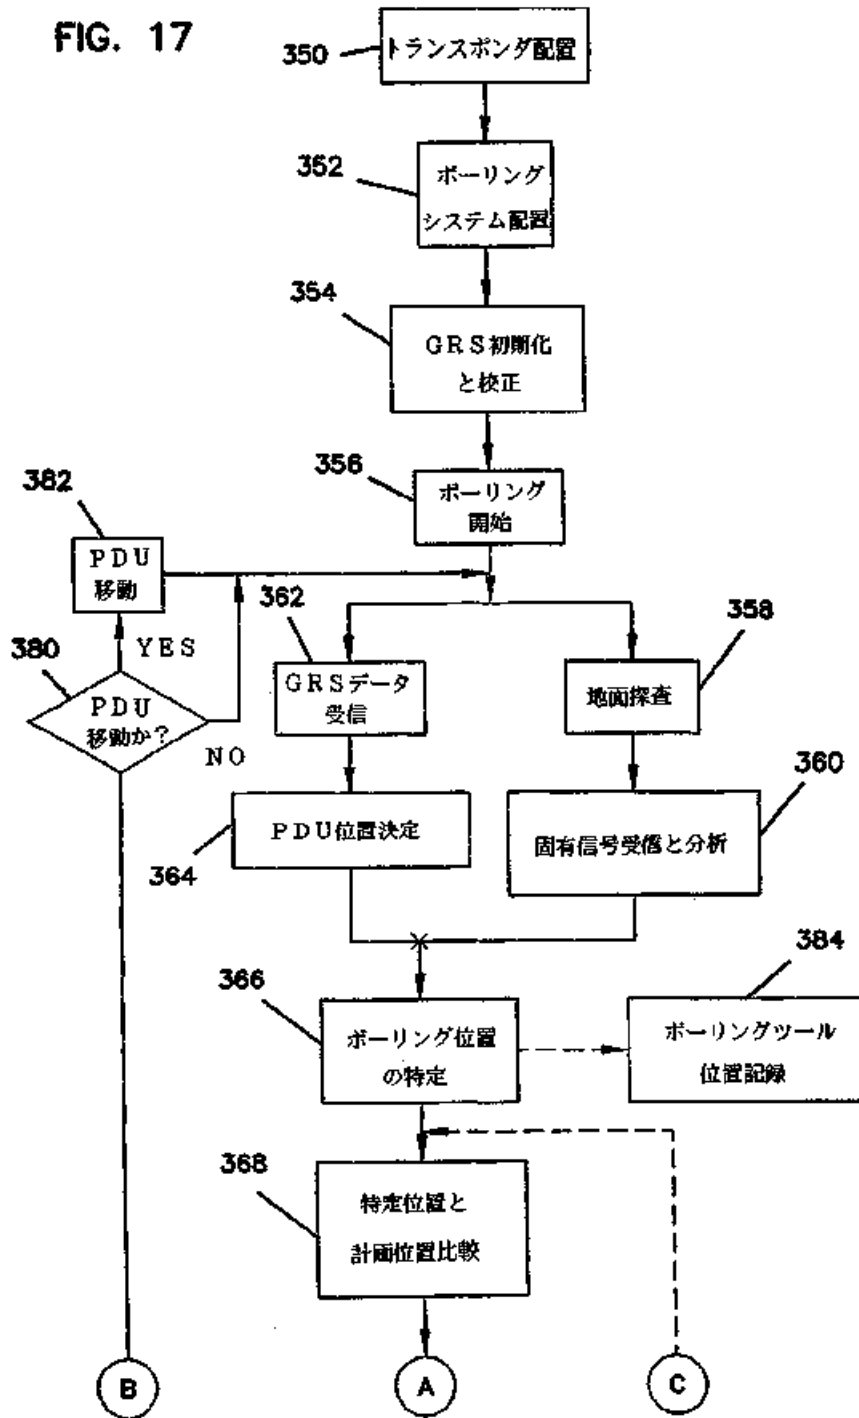 FIG. 17
350
トランスポンダ配置
352
ボーリング
システム配置
354
GRS初期化
と校正
356
ボーリング
開始
382
PDU
移動
380
YES
PDU
移動か?
NO
362
GRSデータ
受信
358
地面探査
364
PDU位置決定
360
固有信号受信と分析
366
ボーリング位置
の特定
384
ボーリングツール
位置記録
368
特定位置と
計画位置比較
B
A
C